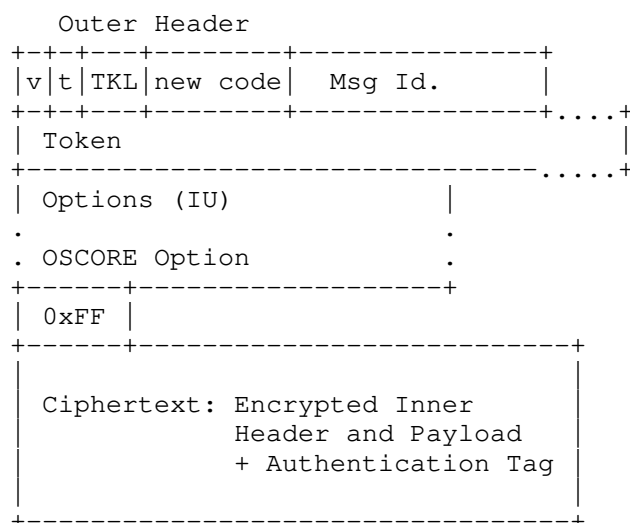 Outer Header
+-+-+---+--------+---------------+
|v|t|TKL|new code|  Msg Id.      |
+-+-+---+--------+---------------+....+
| Token                               |
+--------------------------------.....+
| Options (IU)             |
.                          .
. OSCORE Option            .
+------+-------------------+
| 0xFF |
+------+---------------------------+
|                                  |
| Ciphertext: Encrypted Inner      |
|             Header and Payload   |
|             + Authentication Tag |
|                                  |
+----------------------------------+